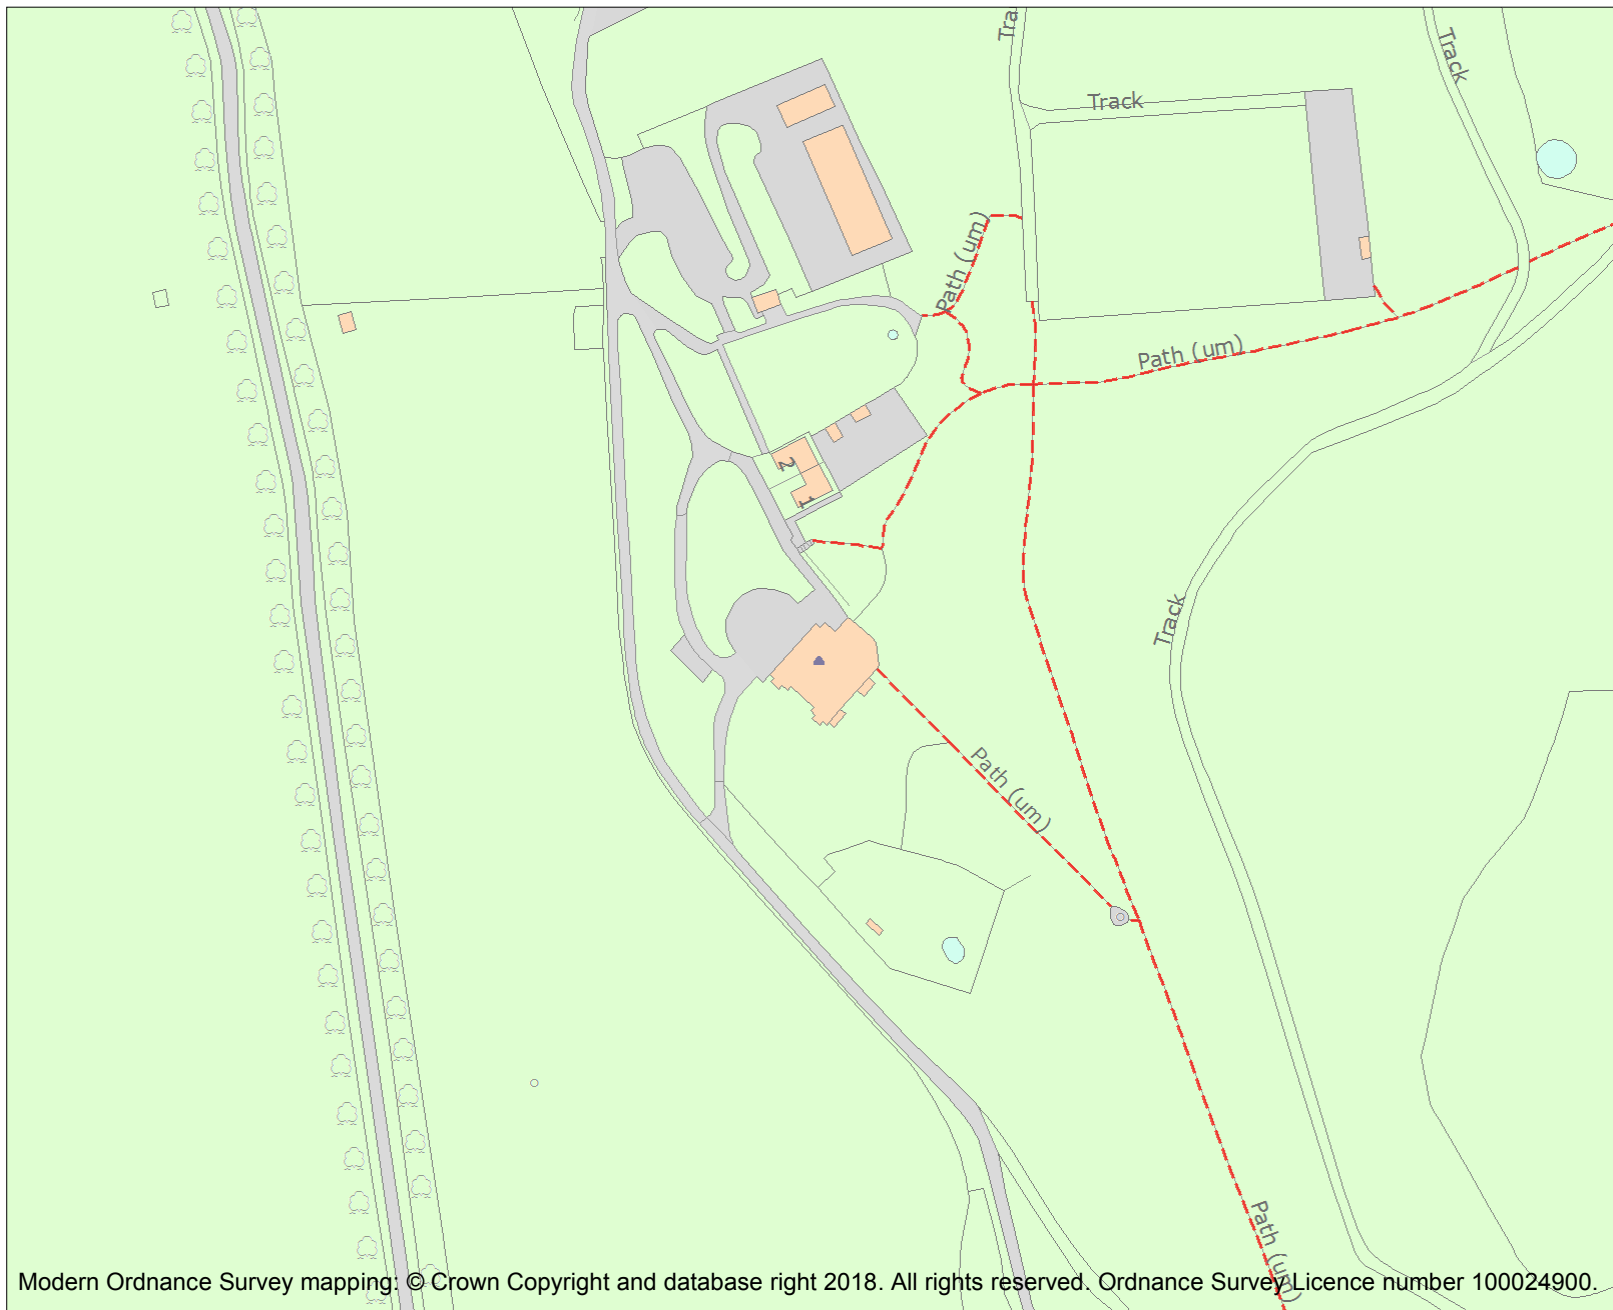 Tra
Track
Track
Path (um)
Path (um)
2
1
Track
Path (um)
Path (um)
Modern Ordnance Survey mapping: © Crown Copyright and database right 2018. All rights reserved. Ordnance Survey Licence number 100024900.